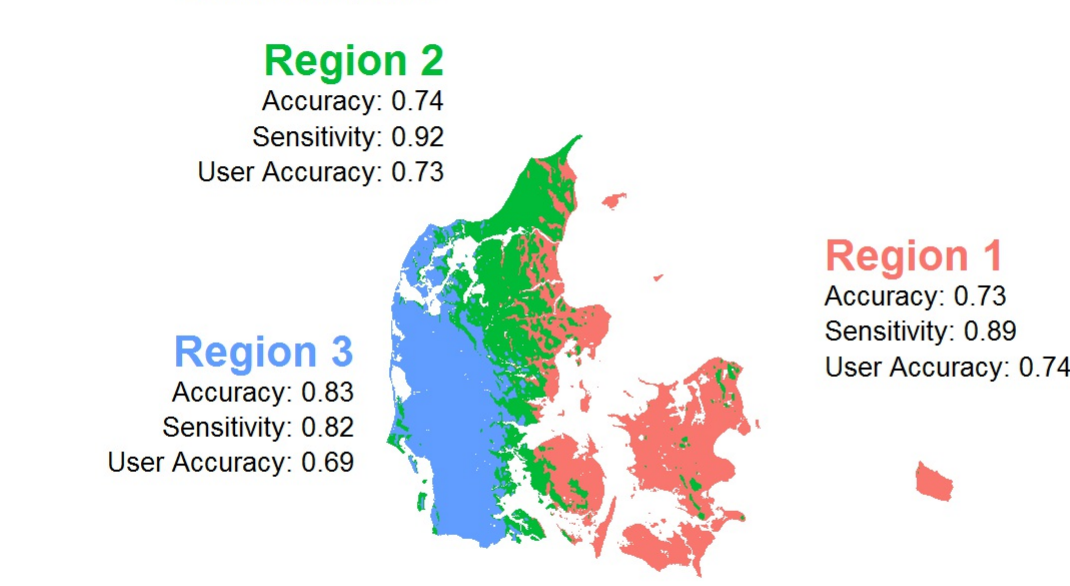 Region 2
Accuracy: 0.74
Sensitivity: 0.92
User Accuracy: 0.73
Region 1
Accuracy: 0.73
Sensitivity: 0.89
User Accuracy: 0.74
Region 3
Accuracy: 0.83
Sensitivity: 0.82
User Accuracy: 0.69